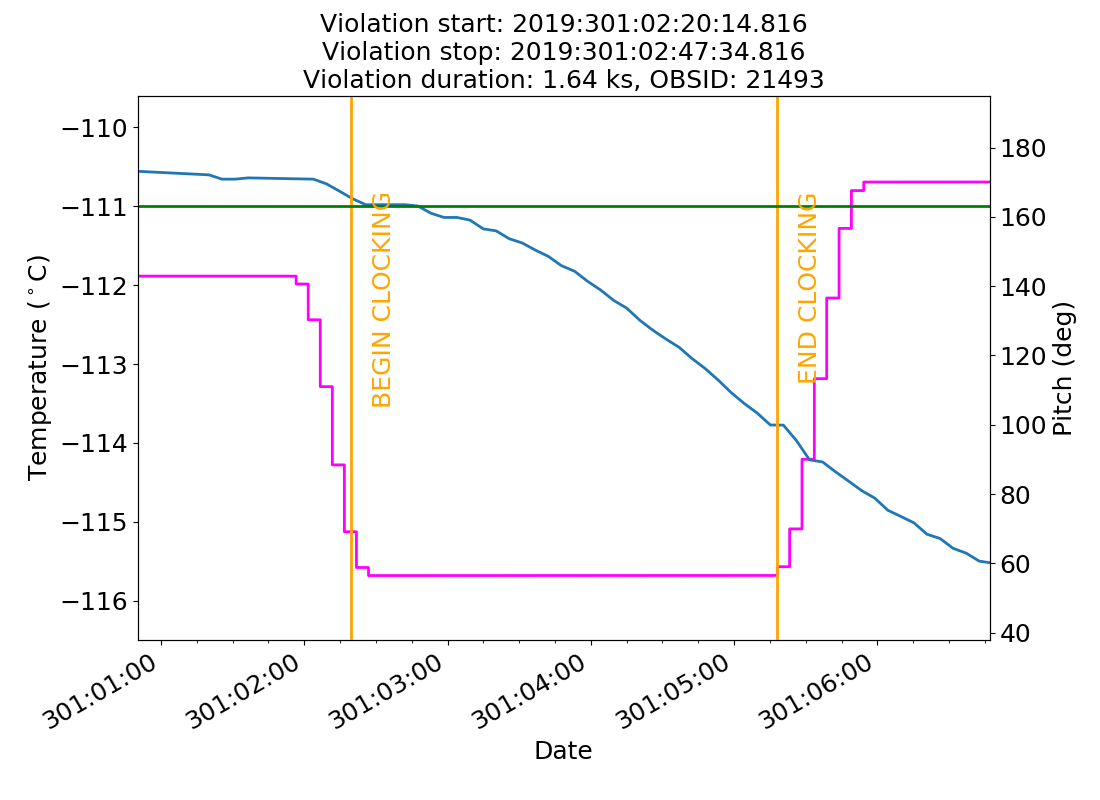 Violation start: 2019:301:02:20:14.816
Violation stop: 2019:301:02:47:34.816
Violation duration: 1.64 ks, OBSID: 21493
−110
−111
−112
−113
−114
−115
−116
Temperature (°C)
BEGIN CLOCKING
END CLOCKING
180
160
140
120
100
80
60
40
Pitch (deg)
301:01:00
301:02:00
301:03:00
301:04:00
301:05:00
301:06:00
Date